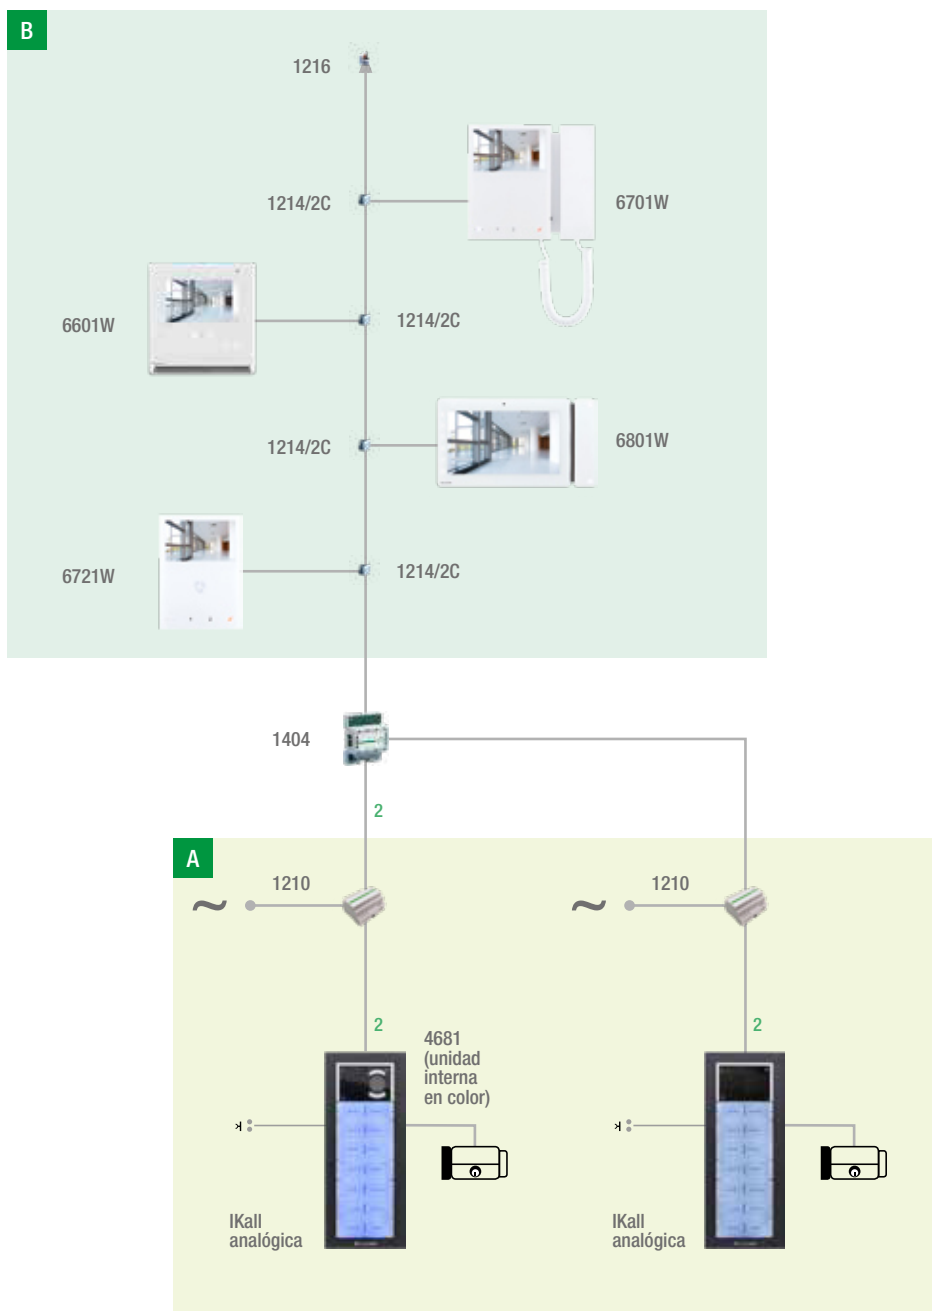 B
1216
1214/2C
6701W
6601W
1214/2C
1214/2C
6801W
6721W
1214/2C
1404
2
A
1210
1210
~
~
2
2
4681
(unidad
interna
en color)
IKall
analógica
IKall
analógica